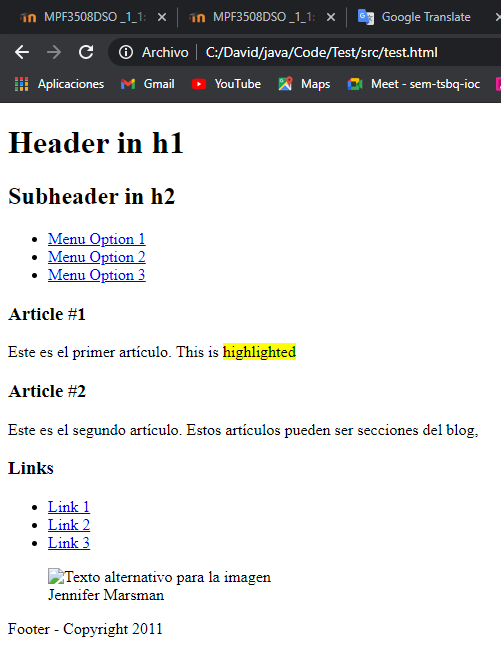 MPF3508DSO _1_1
MPF3508DSO _1_1
Google Translate
Archivo
C:/David/java/Code/Test/src/test.html
Aplicaciones
Gmail
YouTube
Maps
Meet - sem-tsbq-ioc
Header in h1
Subheader in h2
Menu Option 1
Menu Option 2
Menu Option 3
Article #1
Este es el primer artículo. This is highlighted
Article #2
Este es el segundo artículo. Estos artículos pueden ser secciones del blog,
Links
Link 1
Link 2
Link 3
Texto alternativo para la imagen
Jennifer Marsman
Footer - Copyright 2011